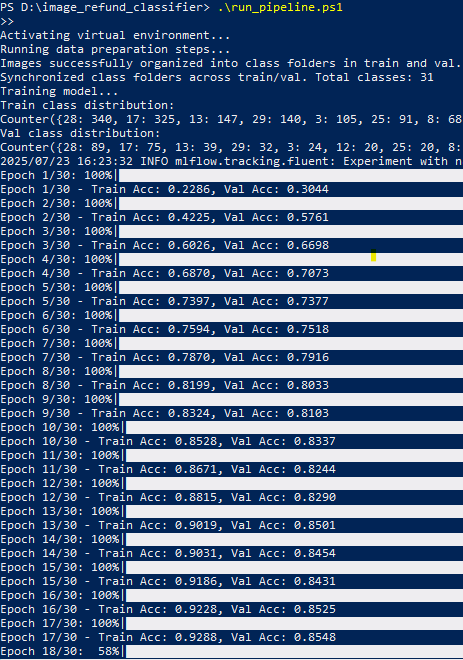 PS D:\image_refund_classifier> .\run_pipeline.ps1
>>
Activating virtual environment...
Running data preparation steps...
Images successfully organized into class folders in train and val.
Synchronized class folders across train/val. Total classes: 31
Training model...
Train class distribution:
Counter({28: 340, 17: 325, 13: 147, 29: 140, 3: 105, 25: 91, 8: 68
Val class distribution:
Counter({28: 89, 17: 75, 13: 39, 29: 32, 3: 24, 12: 20, 25: 20, 8:
2025/07/23 16:23:32 INFO mlflow.tracking.fluent: Experiment with n
Epoch 1/30: 100%|
Epoch 1/30 - Train Acc: 0.2286, Val Acc: 0.3044
Epoch 2/30: 100%|
Epoch 2/30 - Train Acc: 0.4225, Val Acc: 0.5761
Epoch 3/30: 100%|
Epoch 3/30 - Train Acc: 0.6026, Val Acc: 0.6698
Epoch 4/30: 100%|
Epoch 4/30 - Train Acc: 0.6870, Val Acc: 0.7073
Epoch 5/30: 100%|
Epoch 5/30 - Train Acc: 0.7397, Val Acc: 0.7377
Epoch 6/30: 100%|
Epoch 6/30 - Train Acc: 0.7594, Val Acc: 0.7518
Epoch 7/30: 100%|
Epoch 7/30 - Train Acc: 0.7870, Val Acc: 0.7916
Epoch 8/30: 100%|
Epoch 8/30 - Train Acc: 0.8199, Val Acc: 0.8033
Epoch 9/30: 100%|
Epoch 9/30 - Train Acc: 0.8324, Val Acc: 0.8103
Epoch 10/30: 100%|
Epoch 10/30 - Train Acc: 0.8528, Val Acc: 0.8337
Epoch 11/30: 100%|
Epoch 11/30 - Train Acc: 0.8671, Val Acc: 0.8244
Epoch 12/30: 100%|
Epoch 12/30 - Train Acc: 0.8815, Val Acc: 0.8290
Epoch 13/30: 100%|
Epoch 13/30 - Train Acc: 0.9019, Val Acc: 0.8501
Epoch 14/30: 100%|
Epoch 14/30 - Train Acc: 0.9031, Val Acc: 0.8454
Epoch 15/30: 100%|
Epoch 15/30 - Train Acc: 0.9186, Val Acc: 0.8431
Epoch 16/30: 100%|
Epoch 16/30 - Train Acc: 0.9228, Val Acc: 0.8525
Epoch 17/30: 100%|
Epoch 17/30 - Train Acc: 0.9288, Val Acc: 0.8548
Epoch 18/30:  58%|